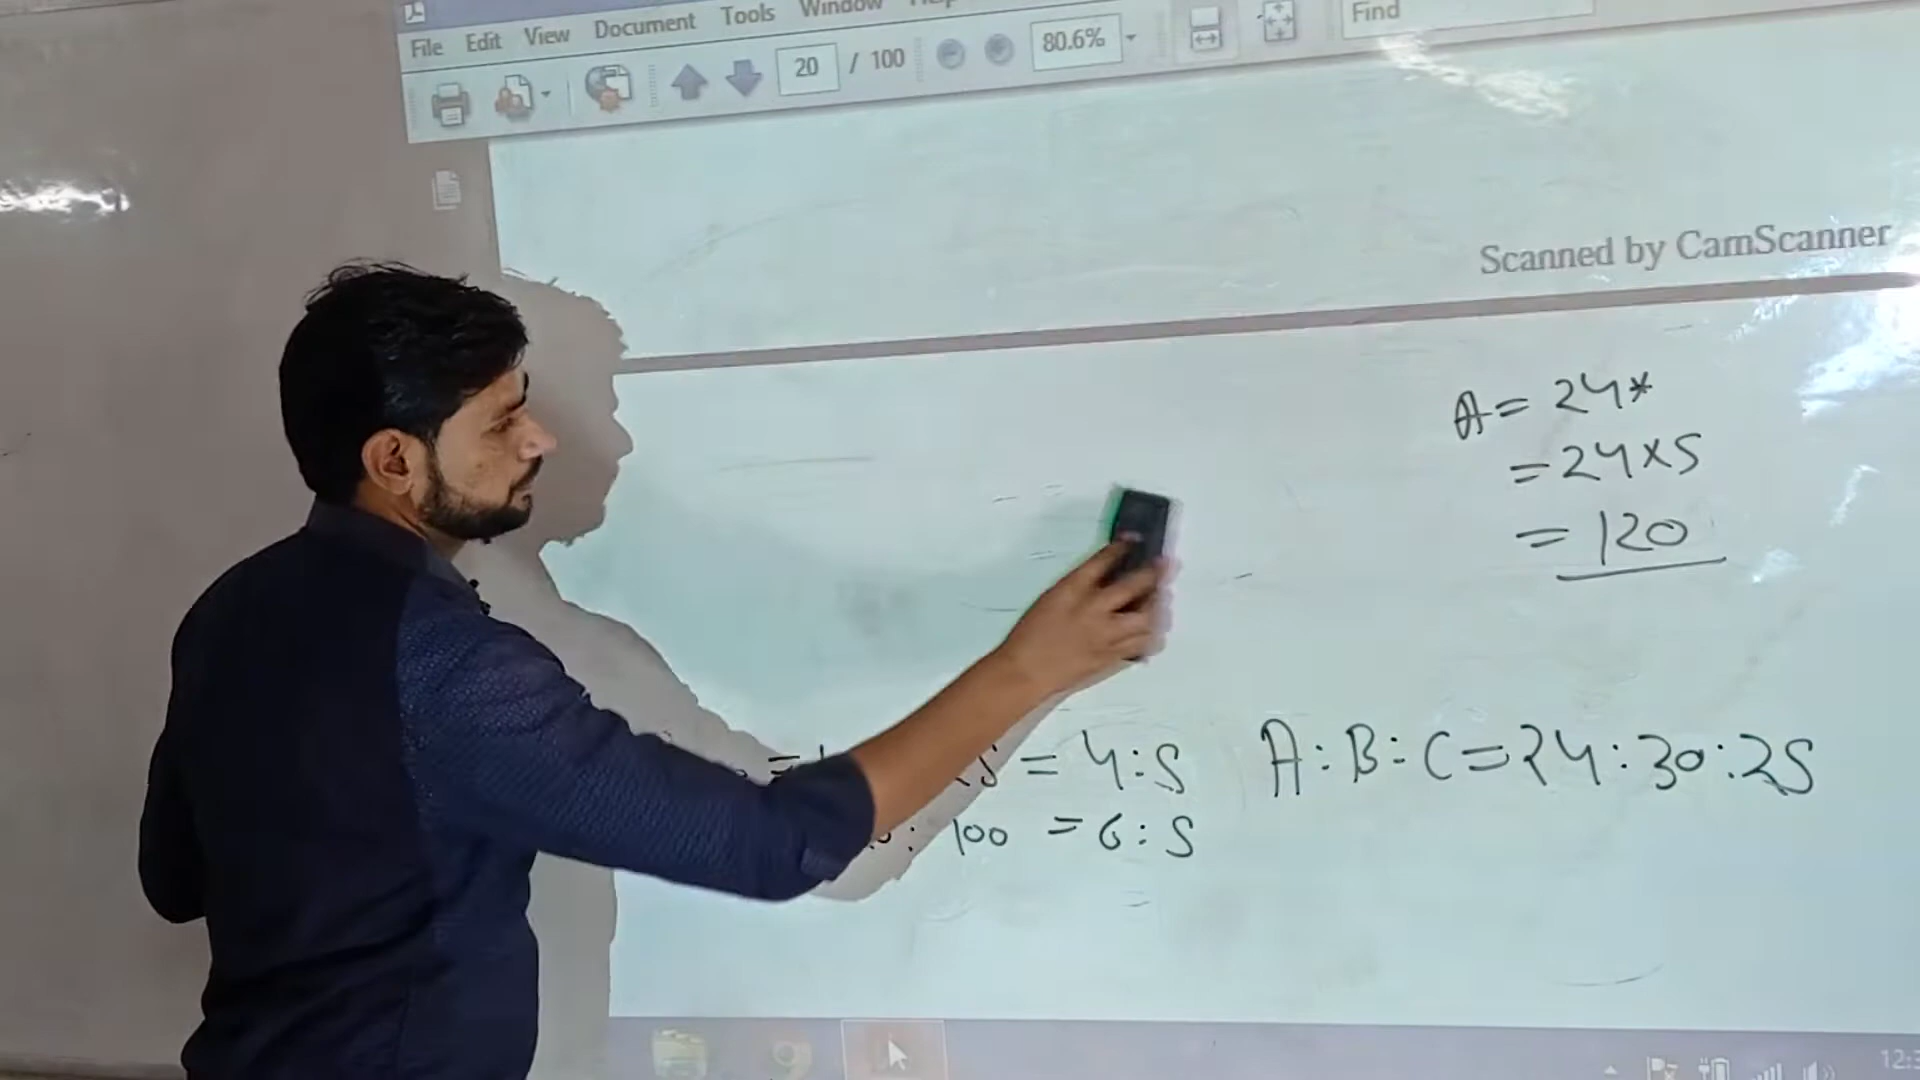 File Edit View Document Tools Window
20 / 100 80.6% Find
Scanned by CamScanner
A = 24*
= 24×5
= 120
= 4:5
A:B:C=24:30:25
: 100 = 6:5